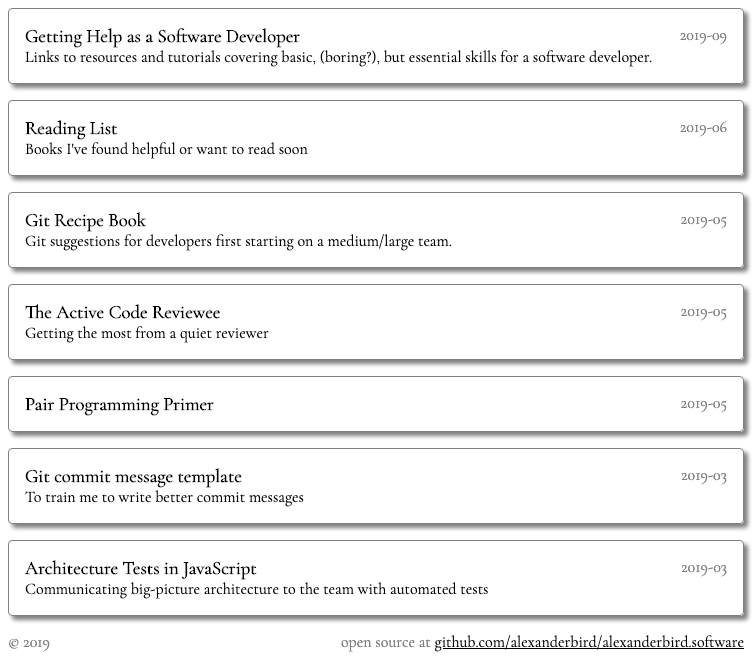 Getting Help as a Software Developer 2019-09
Links to resources and tutorials covering basic, (boring?), but essential skills for a software developer.
Reading List 2019-06
Books I've found helpful or want to read soon
Git Recipe Book 2019-05
Git suggestions for developers first starting on a medium/large team.
The Active Code Reviewee 2019-05
Getting the most from a quiet reviewer
Pair Programming Primer 2019-05
Git commit message template 2019-03
To train me to write better commit messages
Architecture Tests in JavaScript 2019-03
Communicating big-picture architecture to the team with automated tests
© 2019 open source at github.com/alexanderbird/alexanderbird.software